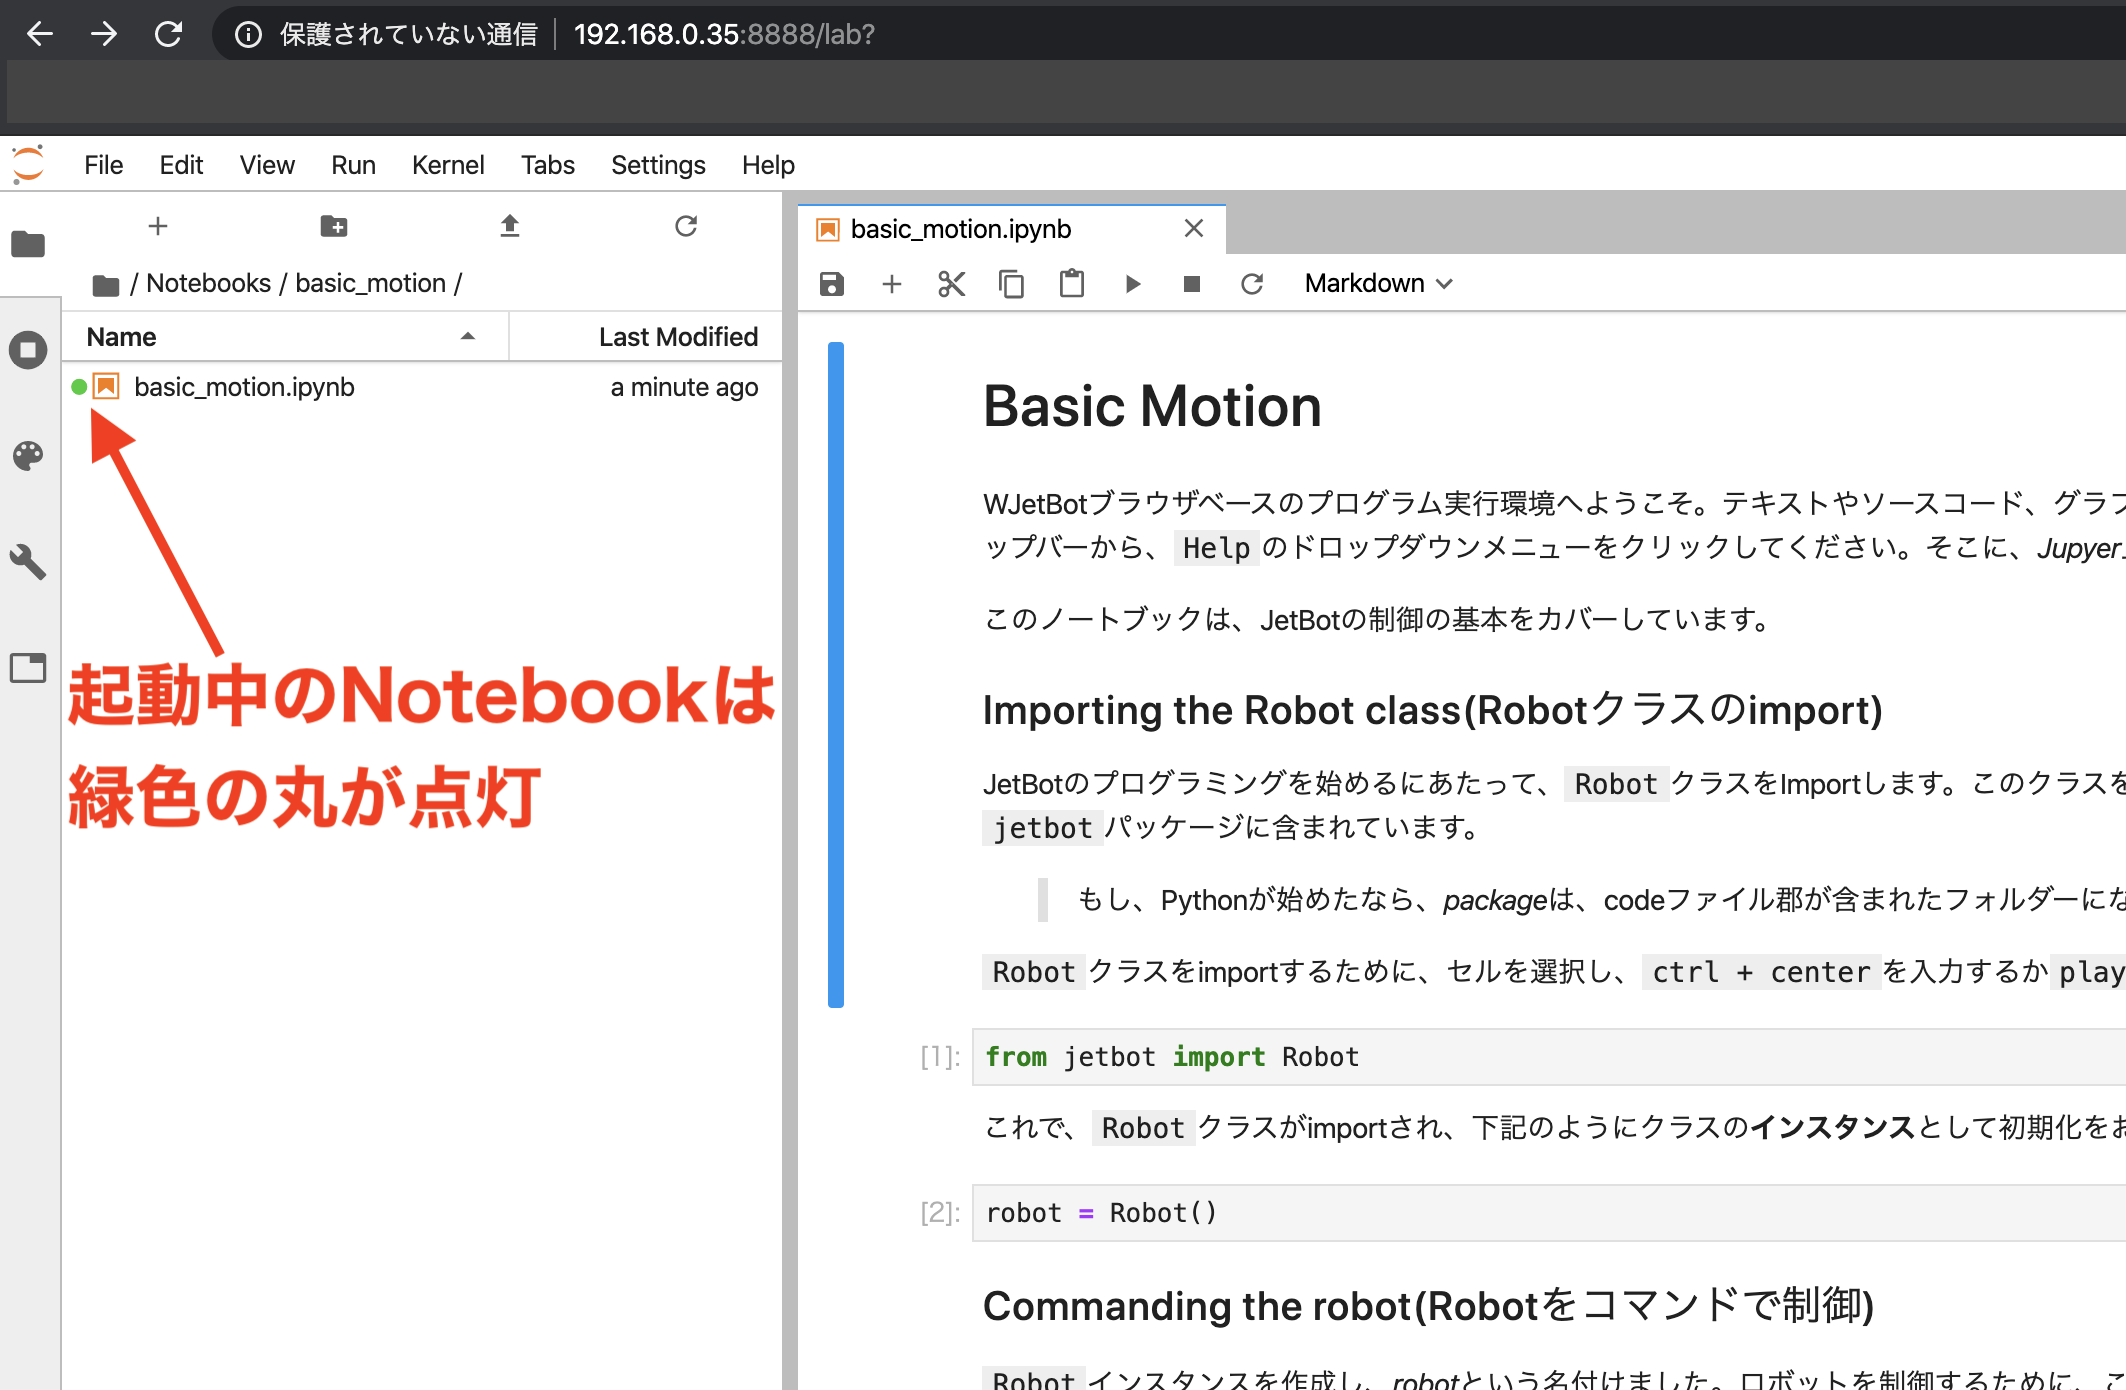 保護されていない通信 | 192.168.0.35:8888/lab?
File Edit View Run Kernel Tabs Settings Help
/ Notebooks / basic_motion /
Name Last Modified
basic_motion.ipynb a minute ago
起動中のNotebookは
緑色の丸が点灯
basic_motion.ipynb
Markdown
Basic Motion
WJetBotブラウザベースのプログラム実行環境へようこそ。テキストやソースコード、グラフ
ップバーから、 Help のドロップダウンメニューをクリックしてください。そこに、Jupyer_
このノートブックは、JetBotの制御の基本をカバーしています。
Importing the Robot class(Robotクラスのimport)
JetBotのプログラミングを始めるにあたって、 Robot クラスをImportします。このクラスを
jetbot パッケージに含まれています。
もし、Pythonが始めたなら、packageは、codeファイル郡が含まれたフォルダーにな
Robot クラスをimportするために、セルを選択し、 ctrl + center を入力するか play
[1]: from jetbot import Robot
これで、 Robot クラスがimportされ、下記のようにクラスのインスタンスとして初期化をお
[2]: robot = Robot()
Commanding the robot(Robotをコマンドで制御)
Robot インスタンスを作成し、robotという名付けました。ロボットを制御するために、こ